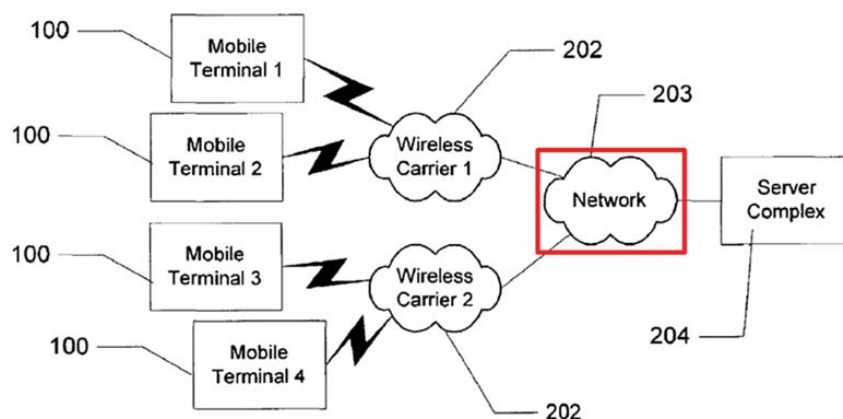 100
Mobile
Terminal 1
202
203
100
Mobile
Terminal 2
Wireless
Carrier 1
Network
Server
Complex
100
Mobile
Terminal 3
Wireless
Carrier 2
204
100
Mobile
Terminal 4
202